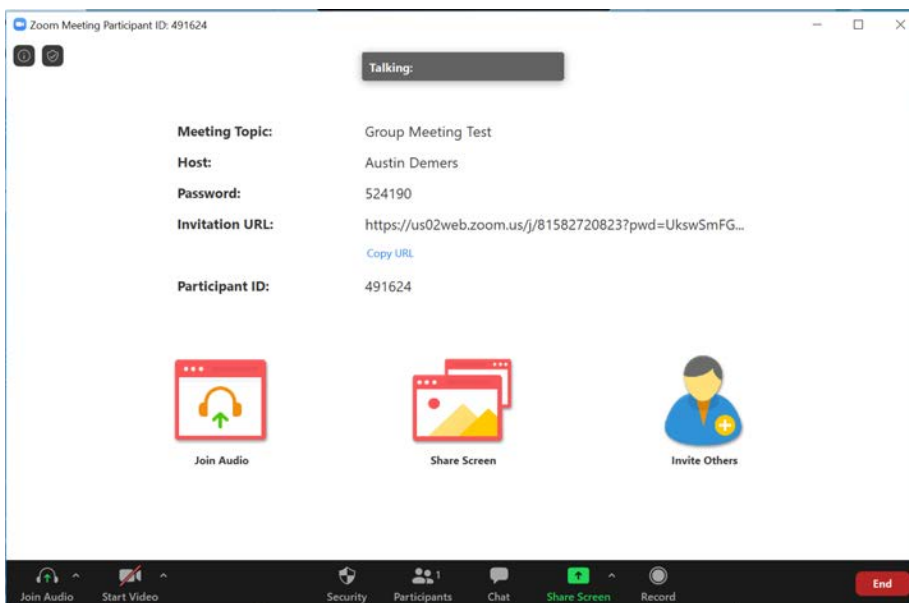 Zoom Meeting Participant ID: 491624
Talking:
Meeting Topic: Group Meeting Test
Host: Austin Demers
Password: 524190
Invitation URL: https://us02web.zoom.us/j/81582720823?pwd=UkswSmFG...
Copy URL
Participant ID: 491624
Join Audio Share Screen Invite Others
1
Join Audio Start Video Security Participants Chat Share Screen Record End